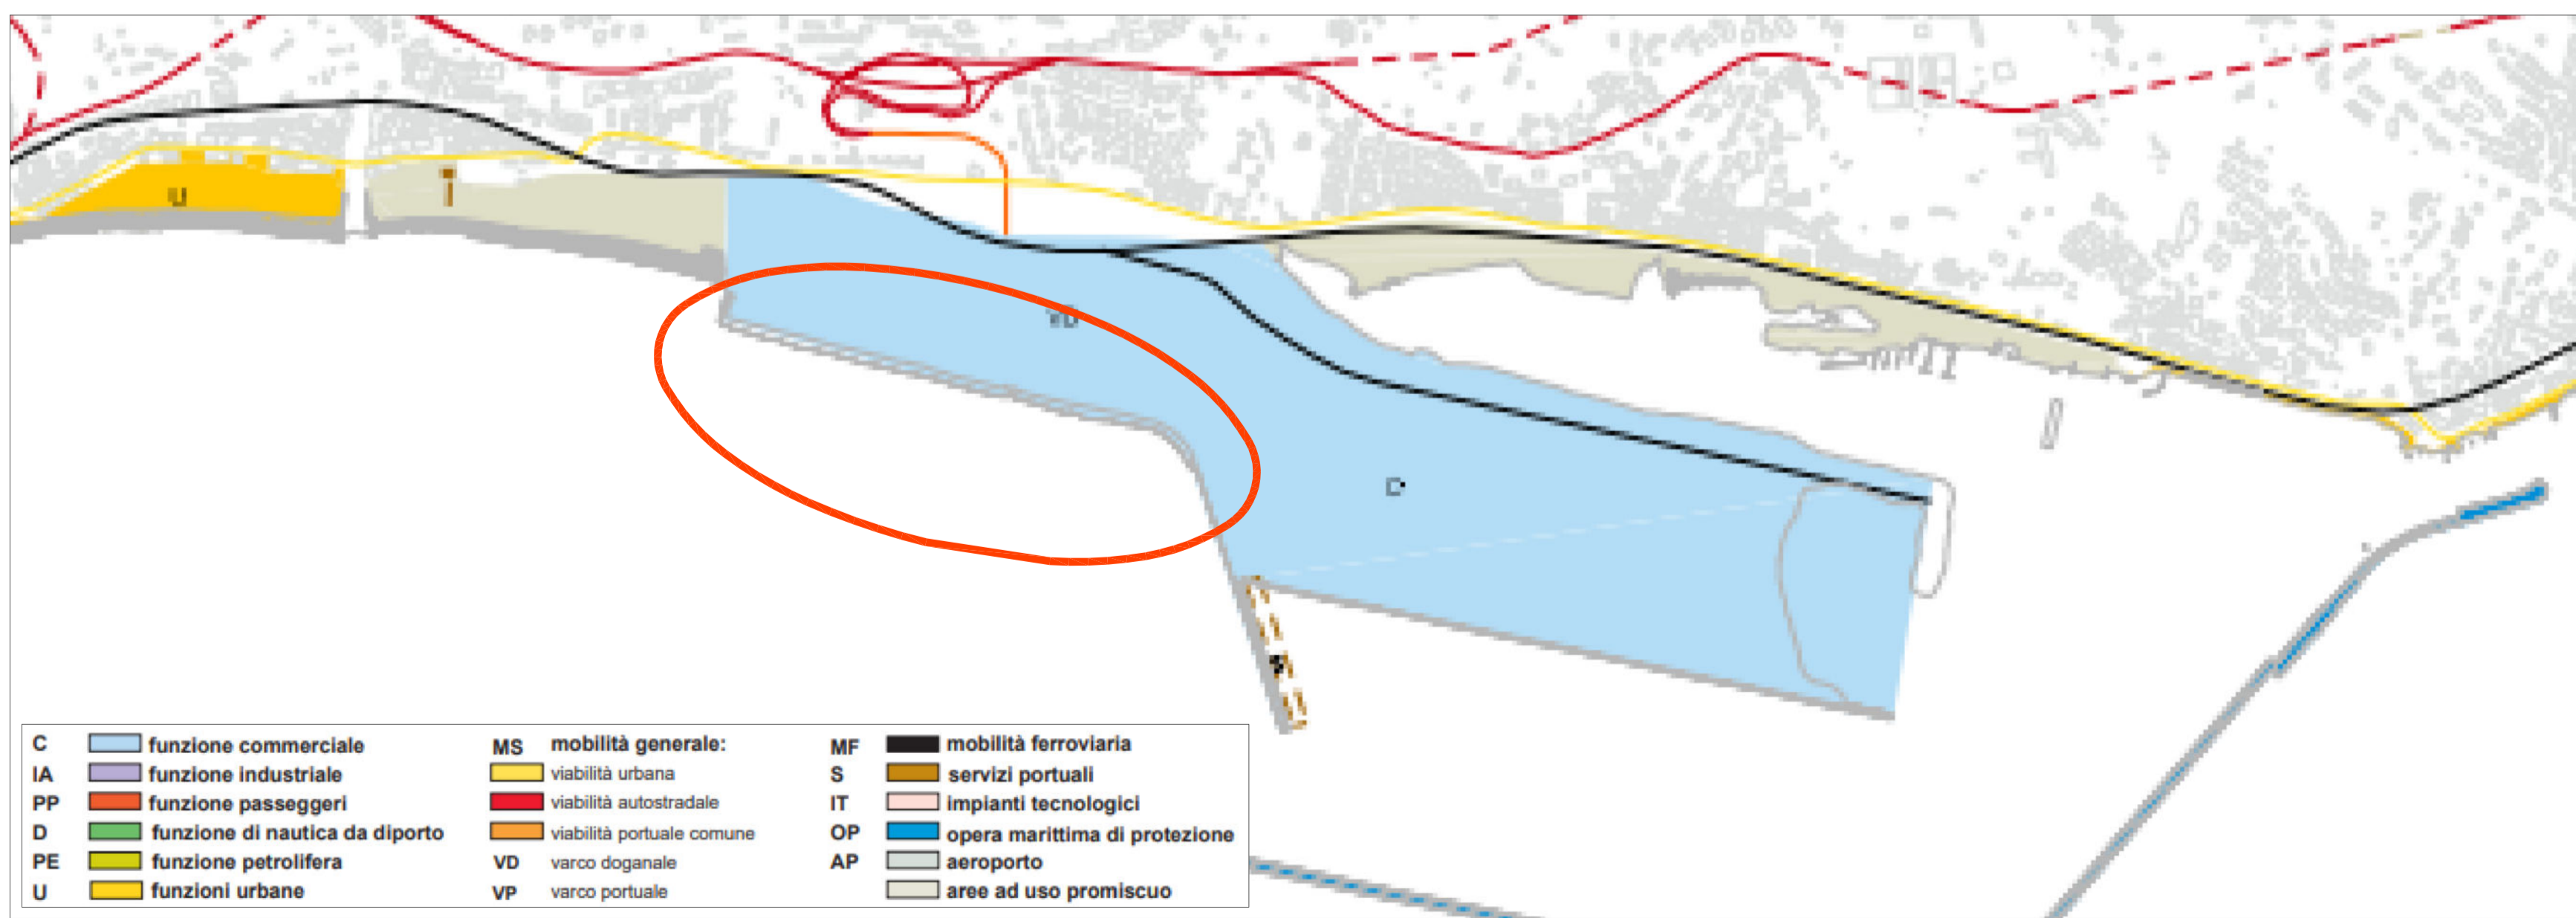 U
VD
C
C funzione commerciale
IA funzione industriale
PP funzione passeggeri
D funzione di nautica da diporto
PE funzione petrolifera
U funzioni urbane
MS mobilità generale:
viabilità urbana
viabilità autostradale
viabilità portuale comune
VD varco doganale
VP varco portuale
MF mobilità ferroviaria
S servizi portuali
IT impianti tecnologici
OP opera marittima di protezione
AP aeroporto
aree ad uso promiscuo